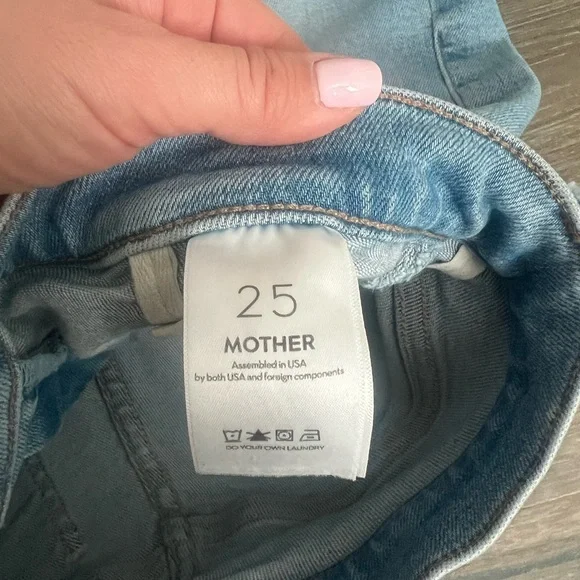 25
MOTHER
Assembled in USA
by both USA and foreign components
DO YOUR OWN LAUNDRY